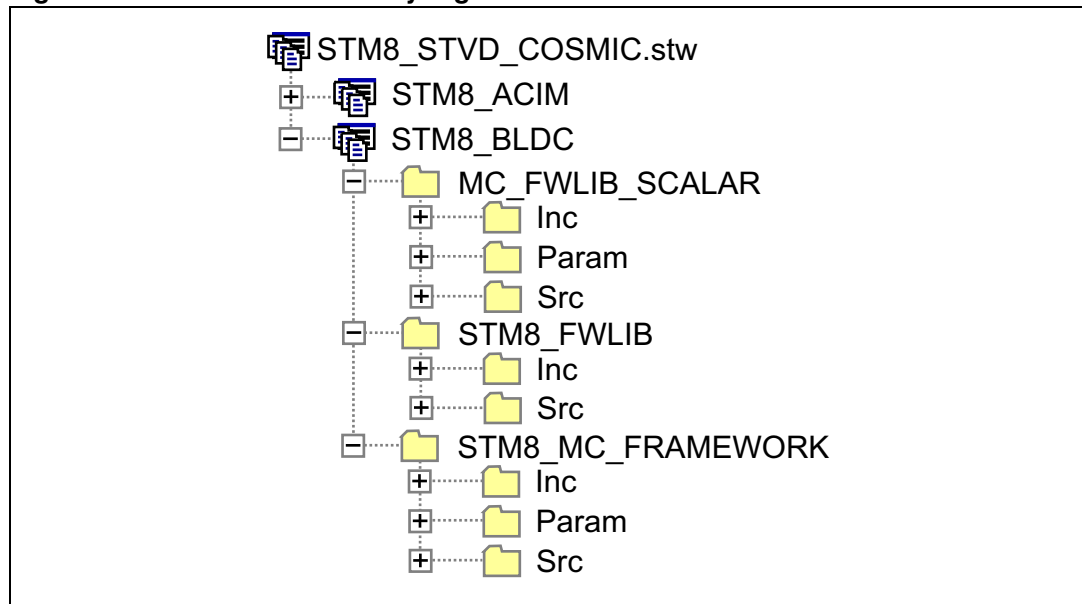 STM8_STVD_COSMIC.stw
STM8_ACIM
STM8_BLDC
MC_FWLIB_SCALAR
Inc
Param
Src
STM8_FWLIB
Inc
Src
STM8_MC_FRAMEWORK
Inc
Param
Src